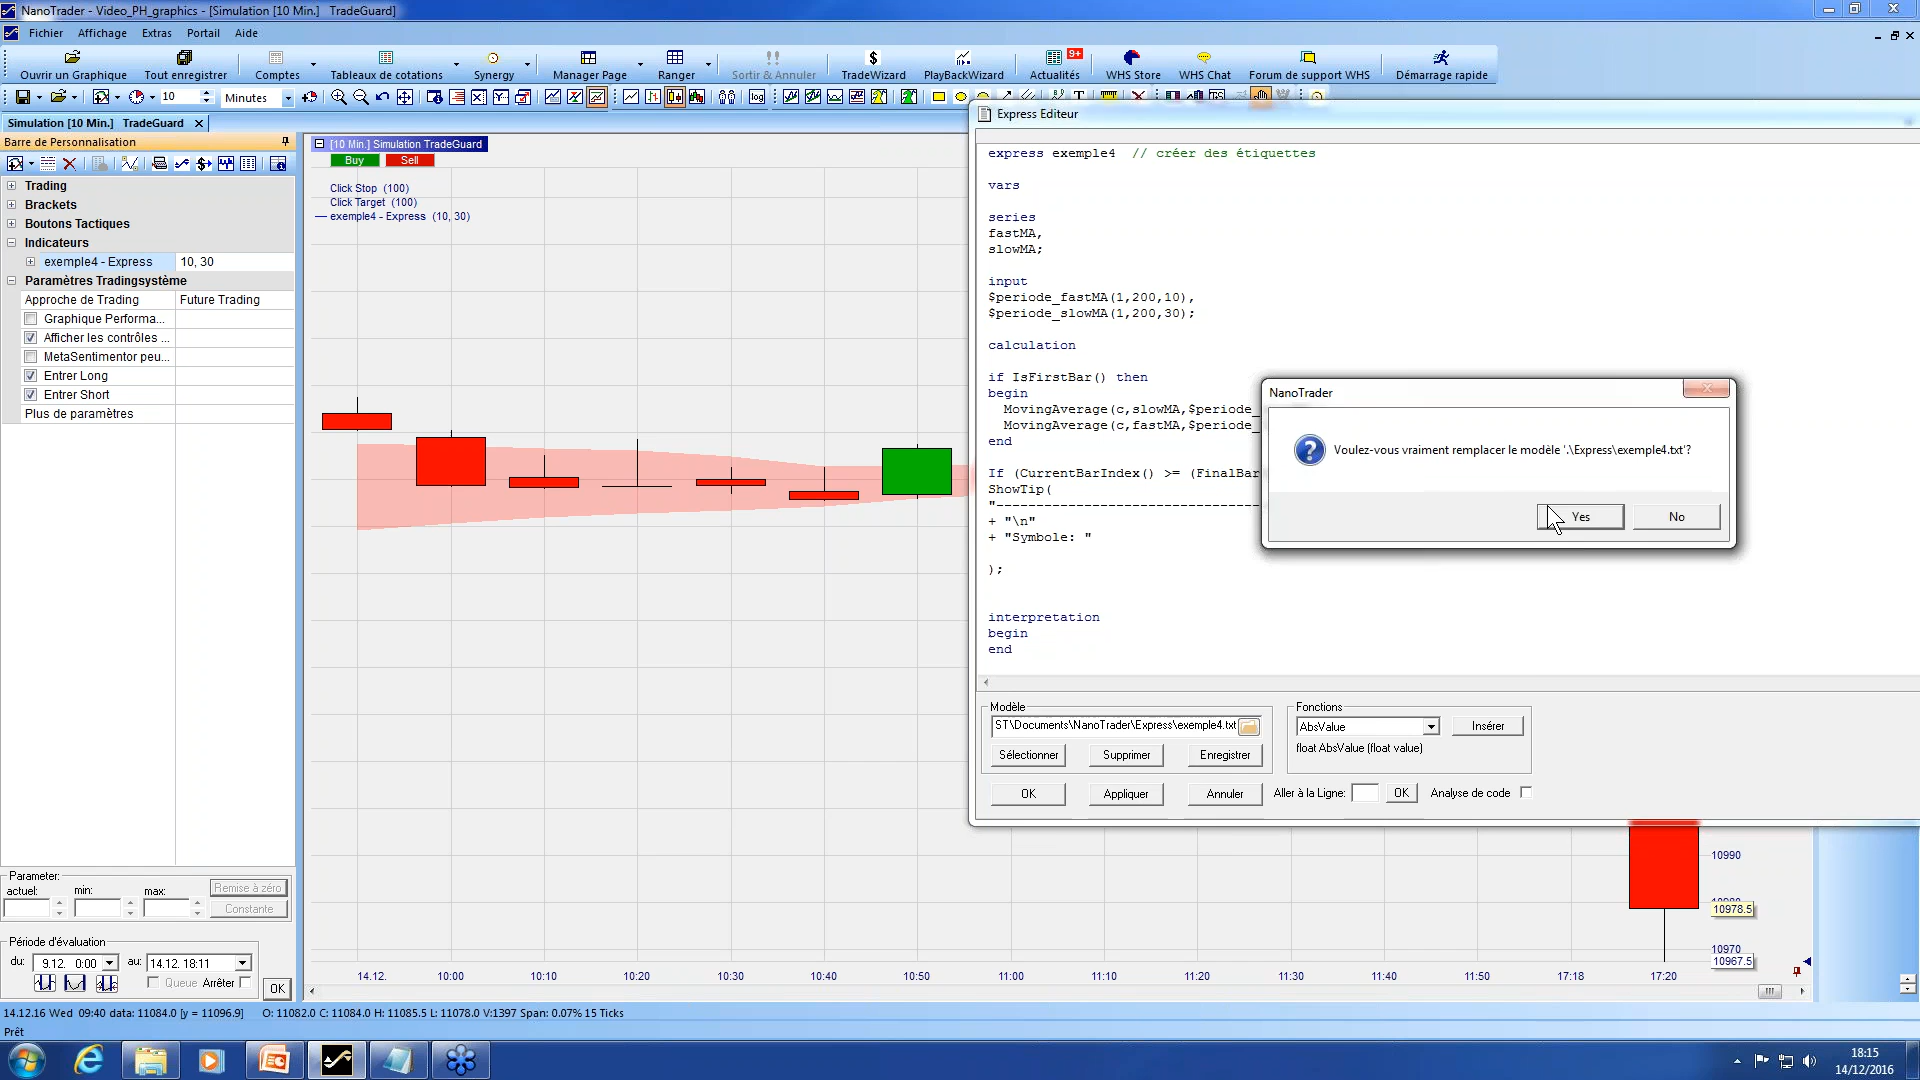 NanoTrader - Video_PH_graphics - [Simulation [10 Min.]   TradeGuard]
Fichier   Affichage   Extras   Portail   Aide
Ouvrir un Graphique   Tout enregistrer   Comptes   Tableaux de cotations   Synergy   Manager Page   Ranger   Sortir & Annuler   TradeWizard   PlayBackWizard   Actualités   9+   WHS Store   WHS Chat   Forum de support WHS   Démarrage rapide
10   Minutes   log
Simulation [10 Min.]   TradeGuard
Barre de Personnalisation
Trading
Brackets
Boutons Tactiques
Indicateurs
exemple4 - Express   10, 30
Paramètres Tradingsystème
Approche de Trading   Future Trading
Graphique Performa...
Afficher les contrôles ...
MetaSentimentor peu...
Entrer Long
Entrer Short
Plus de paramètres
Parameter:
actuel:   min:   max:   Remise à zéro
Constante
Période d'évaluation
du:   9.12.   0:00   au:   14.12. 18:11
Queue   Arrêter   OK
[10 Min.] Simulation TradeGuard
Buy   Sell
Click Stop (100)
Click Target (100)
exemple4 - Express (10, 30)
10990
10978.5
10970
10967.5
14.12.   10:00   10:10   10:20   10:30   10:40   10:50   11:00   11:10   11:20   11:30   11:40   11:50   17:18   17:20
Express Editeur
express exemple4  // créer des étiquettes
vars
series
fastMA,
slowMA;
input
$periode_fastMA(1,200,10),
$periode_slowMA(1,200,30);
calculation
if IsFirstBar() then
begin
MovingAverage(c,slowMA,$periode_
MovingAverage(c,fastMA,$periode_
end
If (CurrentBarIndex() >= (FinalBar
ShowTip(
"---------------------------------
+ "\n"
+ "Symbole: "
);
interpretation
begin
end
Modèle
ST\Documents\NanoTrader\Express\exemple4.txt
Sélectionner   Supprimer   Enregistrer
Fonctions
AbsValue   Insérer
float AbsValue (float value)
OK   Appliquer   Annuler   Aller à la Ligne:   OK   Analyse de code
NanoTrader
Voulez-vous vraiment remplacer le modèle '.\Express\exemple4.txt'?
Yes   No
14.12.16 Wed  09:40 data: 11084.0 [y = 11096.9]   O: 11082.0 C: 11084.0 H: 11085.5 L: 11078.0 V:1397 Span: 0.07% 15 Ticks
Prêt
18:15
14/12/2016